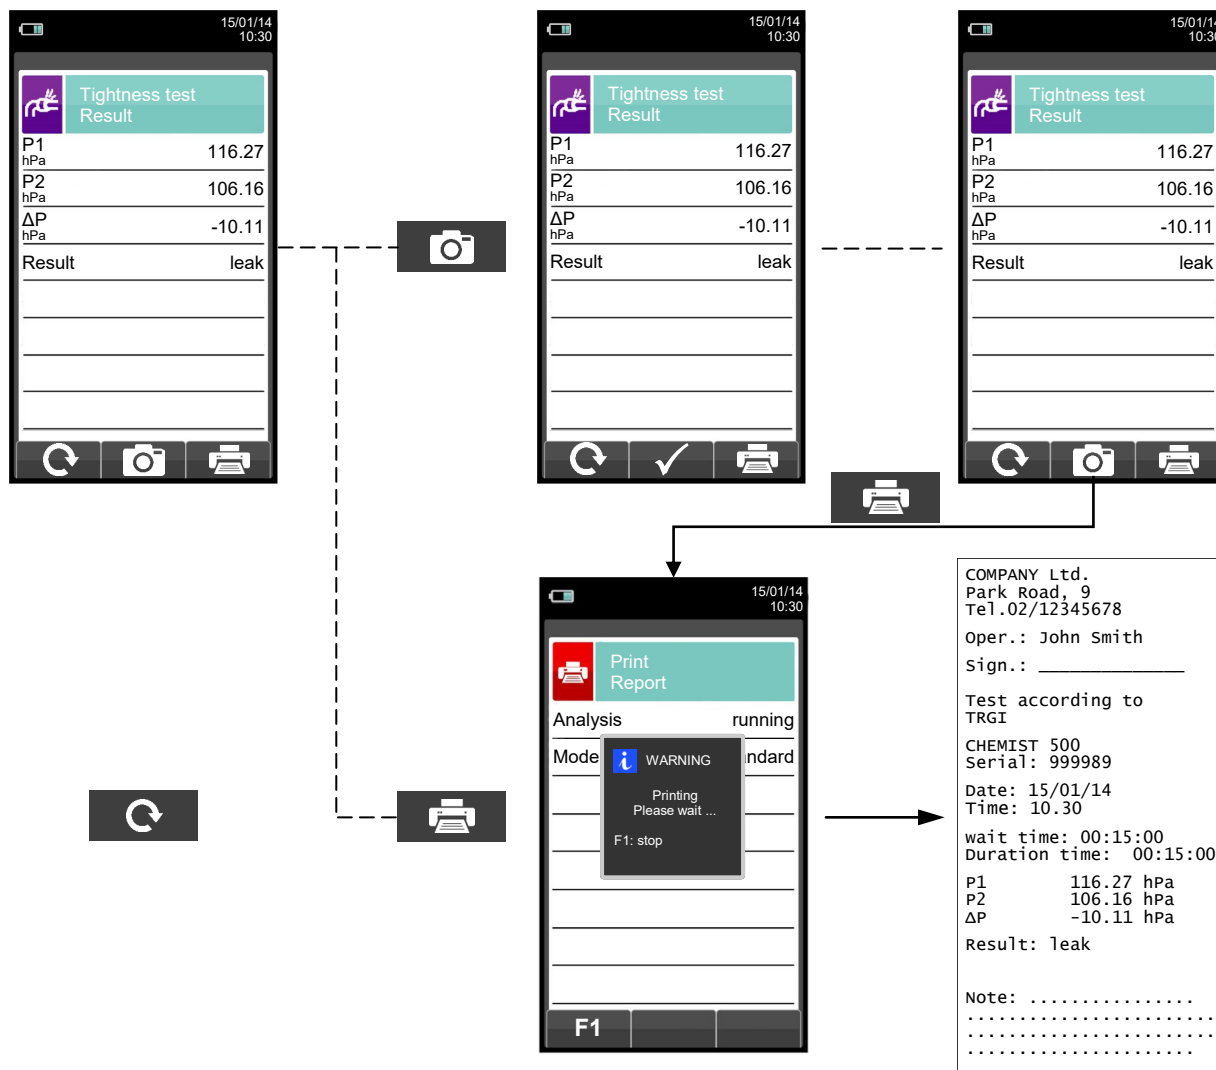 15/01/14
10:30
Tightness test
Result
P1
hPa
116.27
P2
hPa
106.16
ΔP
hPa
-10.11
Result leak
15/01/14
10:30
Tightness test
Result
P1
hPa
116.27
P2
hPa
106.16
ΔP
hPa
-10.11
Result leak
15/01/14
10:30
Tightness test
Result
P1
hPa
116.27
P2
hPa
106.16
ΔP
hPa
-10.11
Result leak
15/01/14
10:30
Print
Report
Analysis running
Mode ndard
i WARNING
Printing
Please wait ...
F1: stop
F1
COMPANY Ltd.
Park Road, 9
Tel.02/12345678
Oper.: John Smith
Sign.: ______________
Test according to
TRGI
CHEMIST 500
Serial: 999989
Date: 15/01/14
Time: 10.30
wait time: 00:15:00
Duration time: 00:15:00
P1 116.27 hPa
P2 106.16 hPa
ΔP -10.11 hPa
Result: leak
Note: ................
........................
........................
......................